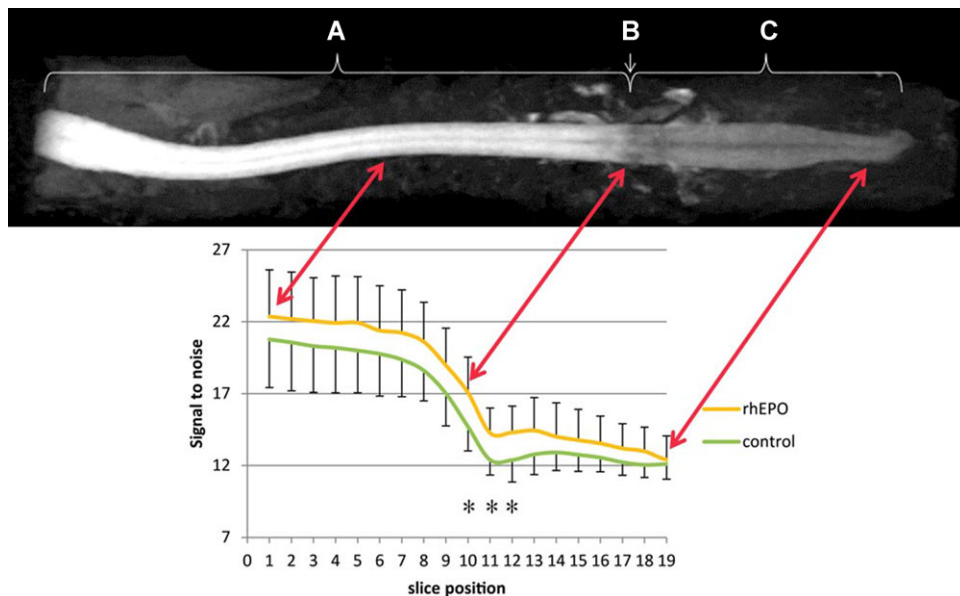 A B C
27
22
17
12
7
Signal to noise
rhEPO
control
* * *
0 1 2 3 4 5 6 7 8 9 10 11 12 13 14 15 16 17 18 19
slice position